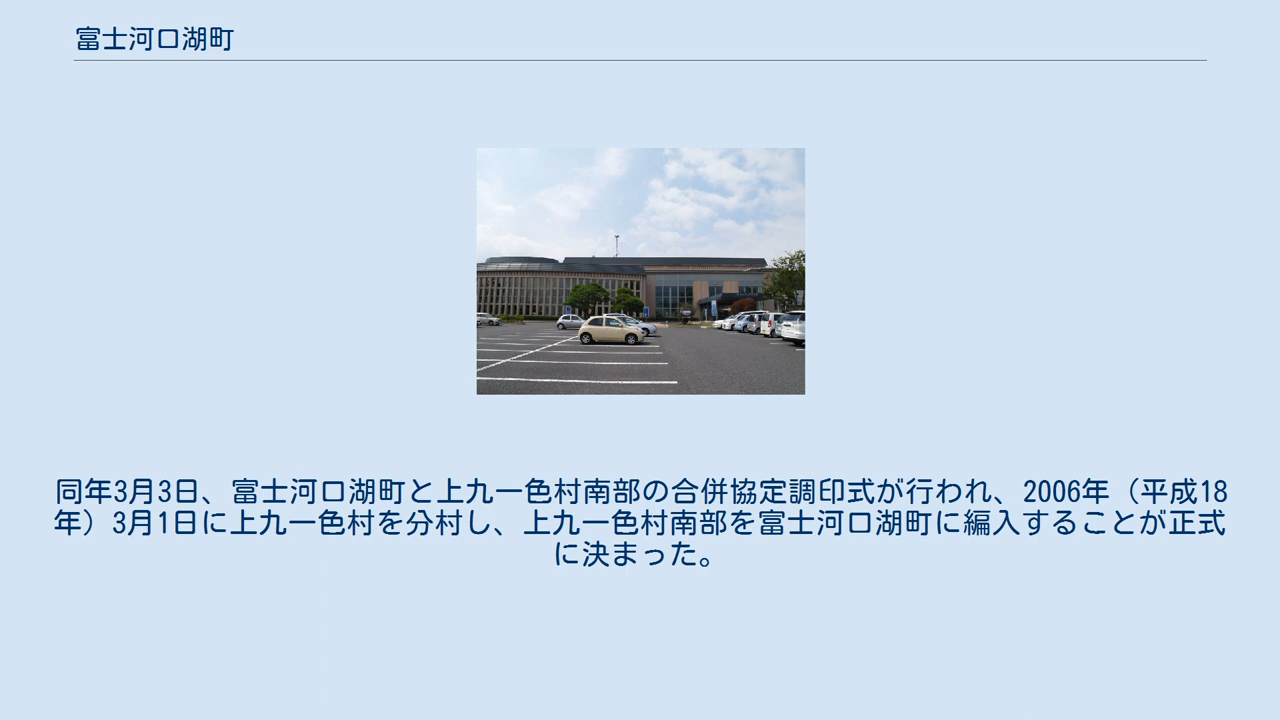 富士河口湖町
同年3月3日、富士河口湖町と上九一色村南部の合併協定調印式が行われ、2006年（平成18
年）3月1日に上九一色村を分村し、上九一色村南部を富士河口湖町に編入することが正式
に決まった。